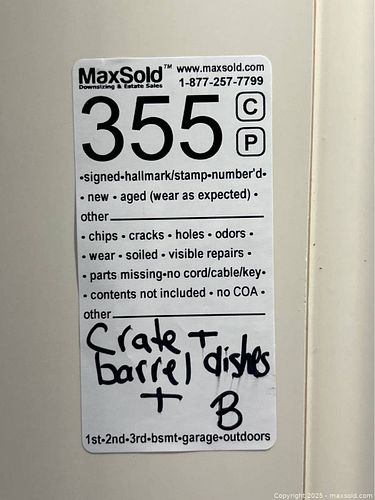 MaxSold™ www.maxsold.com
Downsizing & Estate Sales 1-877-257-7799
355 C
P
•signed•hallmark/stamp•number'd•
• new • aged (wear as expected) •
other
• chips • cracks • holes • odors •
• wear • soiled • visible repairs •
• parts missing•no cord/cable/key•
• contents not included • no COA •
other
Crate +
barrel dishes
+ B
1st•2nd•3rd•bsmt•garage•outdoors
Copyright 2025 - maxsold.com